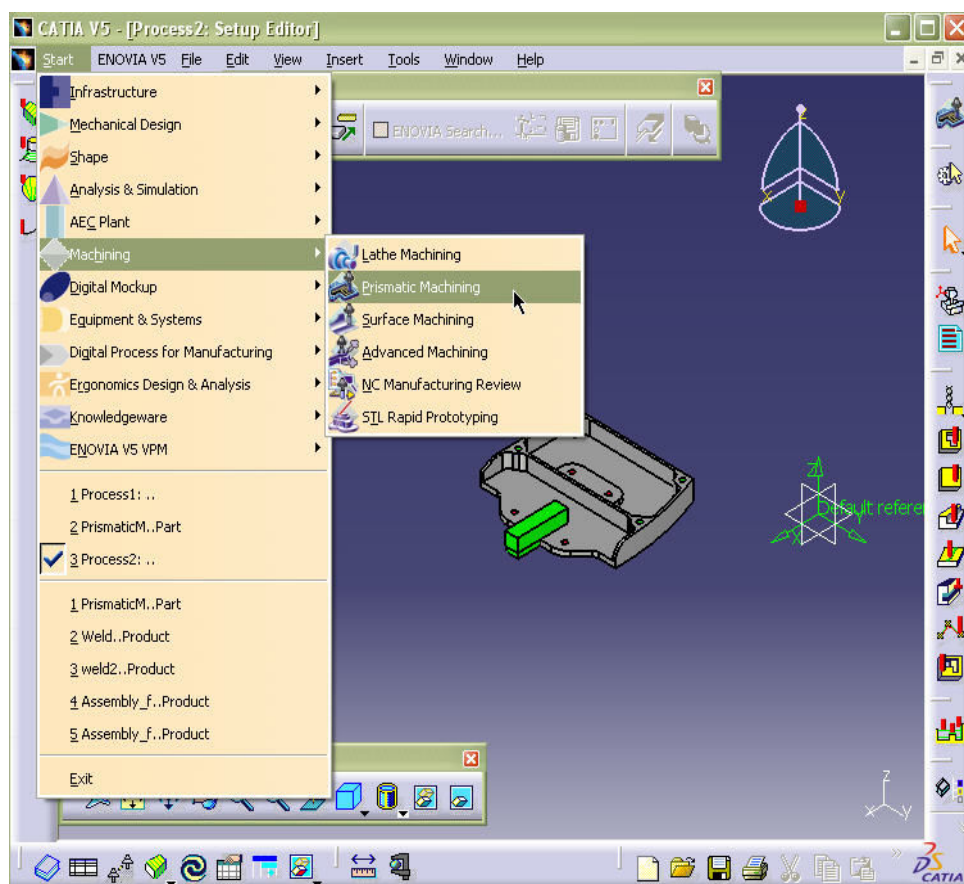 CATIA V5 - [Process2: Setup Editor]
Start ENOVIA V5 File Edit View Insert Tools Window Help
Infrastructure
Mechanical Design
Shape
Analysis & Simulation
AEC Plant
Machining
Digital Mockup
Equipment & Systems
Digital Process for Manufacturing
Ergonomics Design & Analysis
Knowledgeware
ENOVIA V5 VPM
1 Process1: ..
2 PrismaticM..Part
3 Process2: ..
1 PrismaticM..Part
2 Weld..Product
3 weld2..Product
4 Assembly_f..Product
5 Assembly_f..Product
Exit
ENOVIA Search...
Lathe Machining
Prismatic Machining
Surface Machining
Advanced Machining
NC Manufacturing Review
STL Rapid Prototyping
z
x y
z
Default refere
x y
z
x y
CATIA